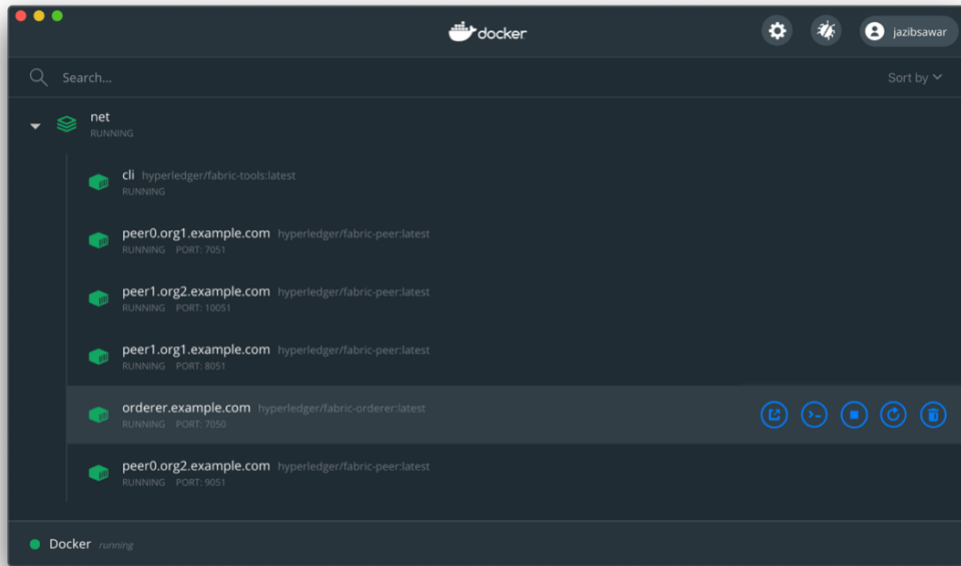 docker
jazibsawar
Search...
Sort by
net
RUNNING
cli hyperledger/fabric-tools:latest
RUNNING
peer0.org1.example.com hyperledger/fabric-peer:latest
RUNNING PORT: 7051
peer1.org2.example.com hyperledger/fabric-peer:latest
RUNNING PORT: 10051
peer1.org1.example.com hyperledger/fabric-peer:latest
RUNNING PORT: 8051
orderer.example.com hyperledger/fabric-orderer:latest
RUNNING PORT: 7050
peer0.org2.example.com hyperledger/fabric-peer:latest
RUNNING PORT: 9051
Docker running